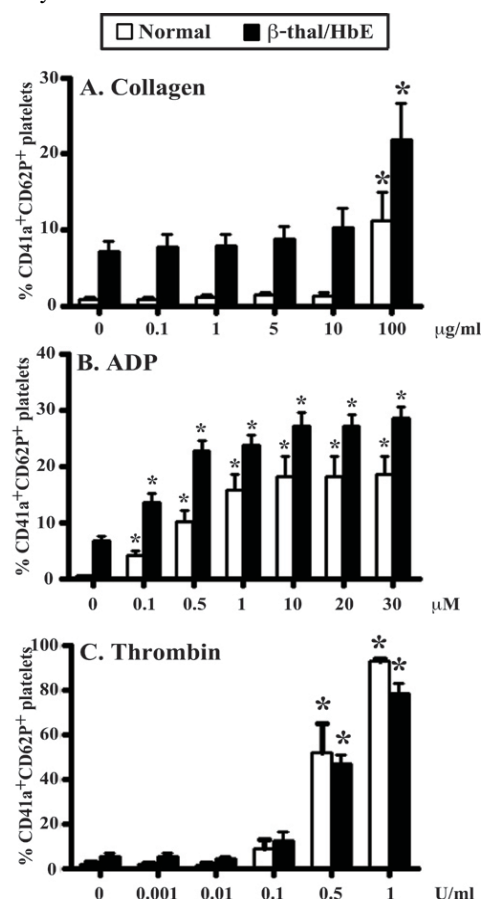 Normal β-thal/HbE
A. Collagen
% CD41a⁺CD62P⁺ platelets
30
20
10
0
*
*
0 0.1 1 5 10 100 µg/ml
B. ADP
% CD41a⁺CD62P⁺ platelets
40
30
20
10
0
* * * * * *
* * * * * *
0 0.1 0.5 1 10 20 30 µM
C. Thrombin
% CD41a⁺CD62P⁺ platelets
100
80
60
40
20
0
* *
* *
0 0.001 0.01 0.1 0.5 1 U/ml